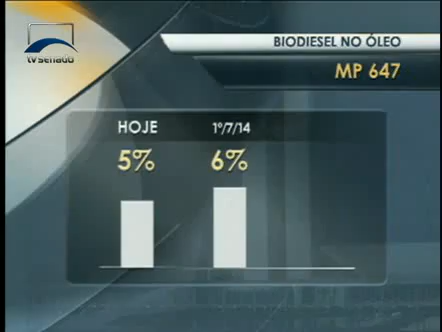 tv senado
BIODIESEL NO ÓLEO
MP 647
HOJE 1º/7/14
5% 6%